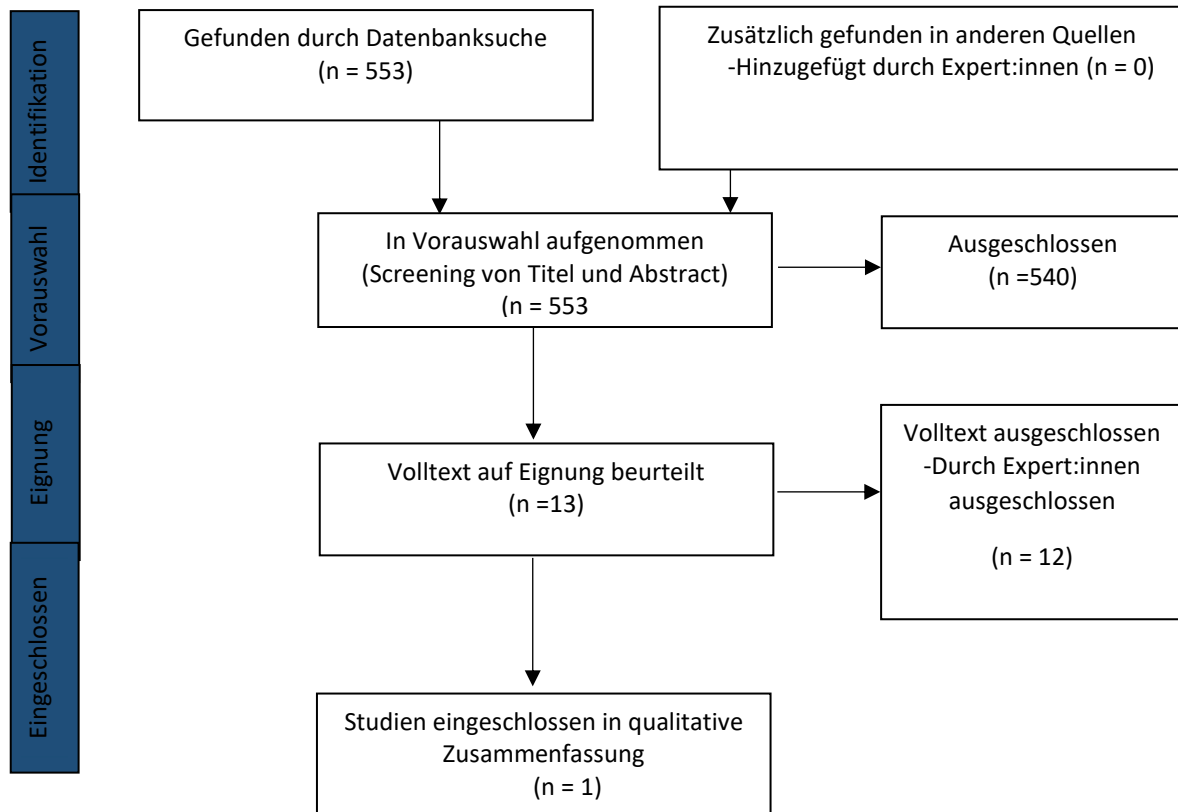 Identifikation
Gefunden durch Datenbanksuche
(n = 553)
Zusätzlich gefunden in anderen Quellen
-Hinzugefügt durch Expert:innen (n = 0)
Vorauswahl
In Vorauswahl aufgenommen
(Screening von Titel und Abstract)
(n = 553
Ausgeschlossen
(n =540)
Eignung
Volltext auf Eignung beurteilt
(n =13)
Volltext ausgeschlossen
-Durch Expert:innen
ausgeschlossen
(n = 12)
Eingeschlossen
Studien eingeschlossen in qualitative
Zusammenfassung
(n = 1)